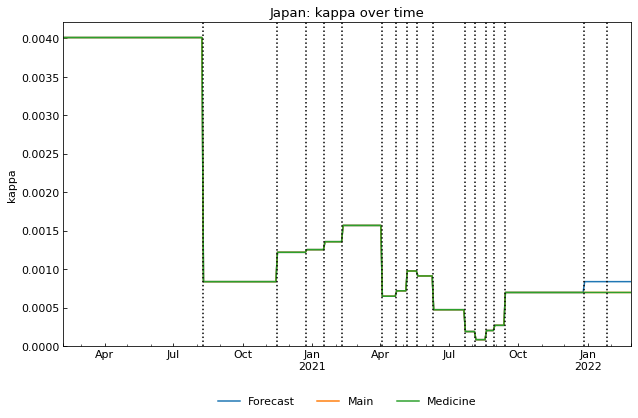 Japan: kappa over time
kappa
0.0040
0.0035
0.0030
0.0025
0.0020
0.0015
0.0010
0.0005
0.0000
Apr Jul Oct Jan Apr Jul Oct Jan
2021 2022
Forecast Main Medicine